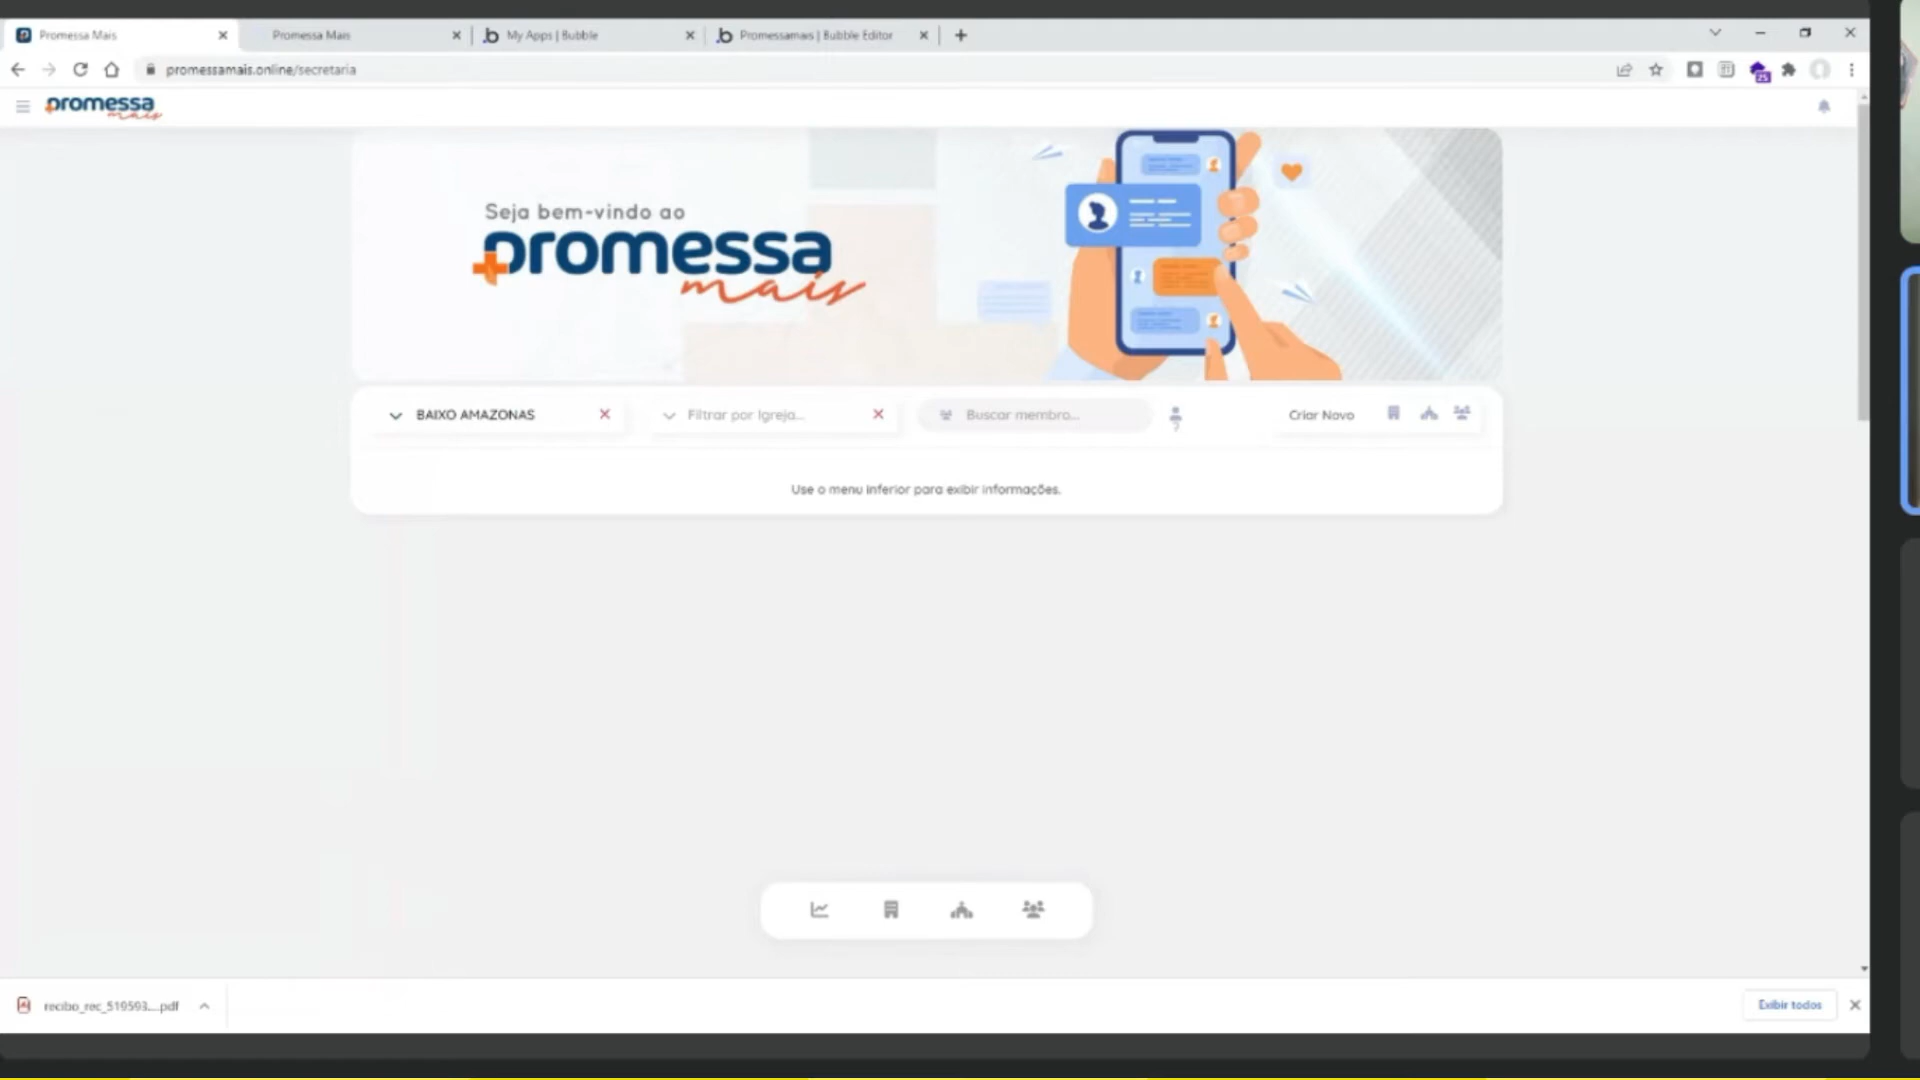 Promessa Mais
Promessa Mais
My Apps | Bubble
Promessamais | Bubble Editor
promessamais.online/secretaria
25
promessa
mais
Seja bem-vindo ao
promessa
mais
BAIXO AMAZONAS
Filtrar por Igreja...
Buscar membro...
Criar Novo
Use o menu inferior para exibir informações.
recibo_rec_519593....pdf
Exibir todos